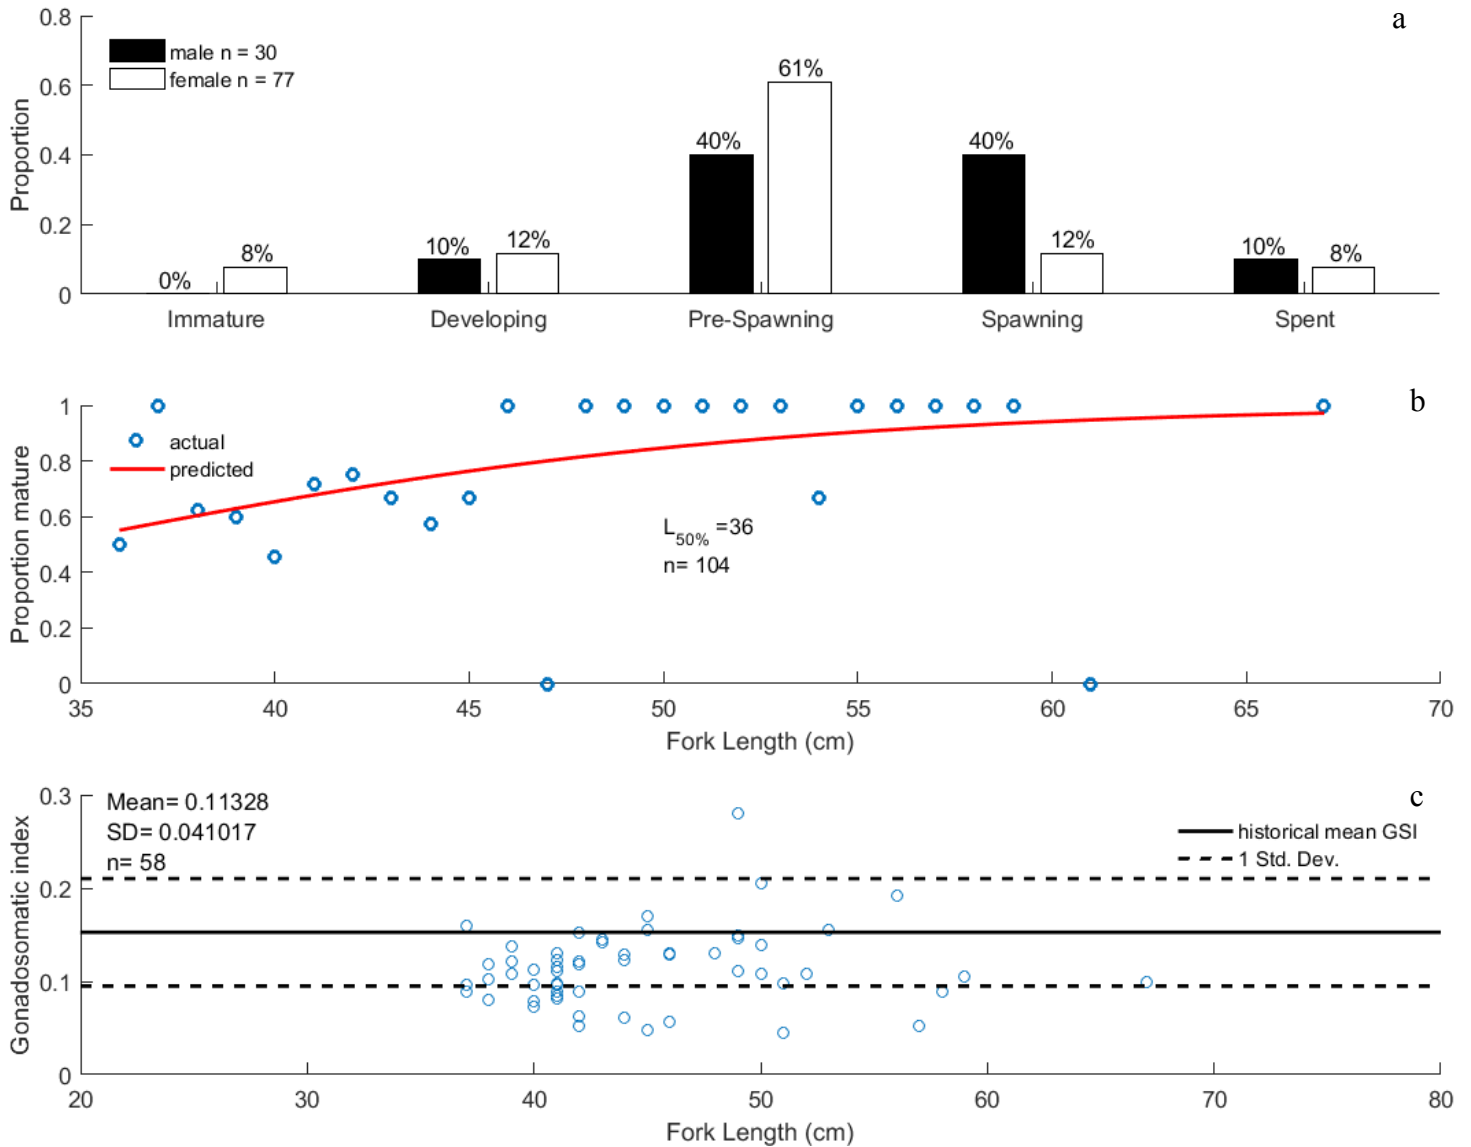 a
0.8
0.6
0.4
0.2
0
Proportion
male n = 30
female n = 77
0%
8%
10%
12%
40%
61%
40%
12%
10%
8%
Immature
Developing
Pre-Spawning
Spawning
Spent
b
1
0.8
0.6
0.4
0.2
0
Proportion mature
actual
predicted
L50% =36
n= 104
35
40
45
50
55
60
65
70
Fork Length (cm)
c
0.3
0.2
0.1
0
Gonadosomatic index
Mean= 0.11328
SD= 0.041017
n= 58
historical mean GSI
1 Std. Dev.
20
30
40
50
60
70
80
Fork Length (cm)